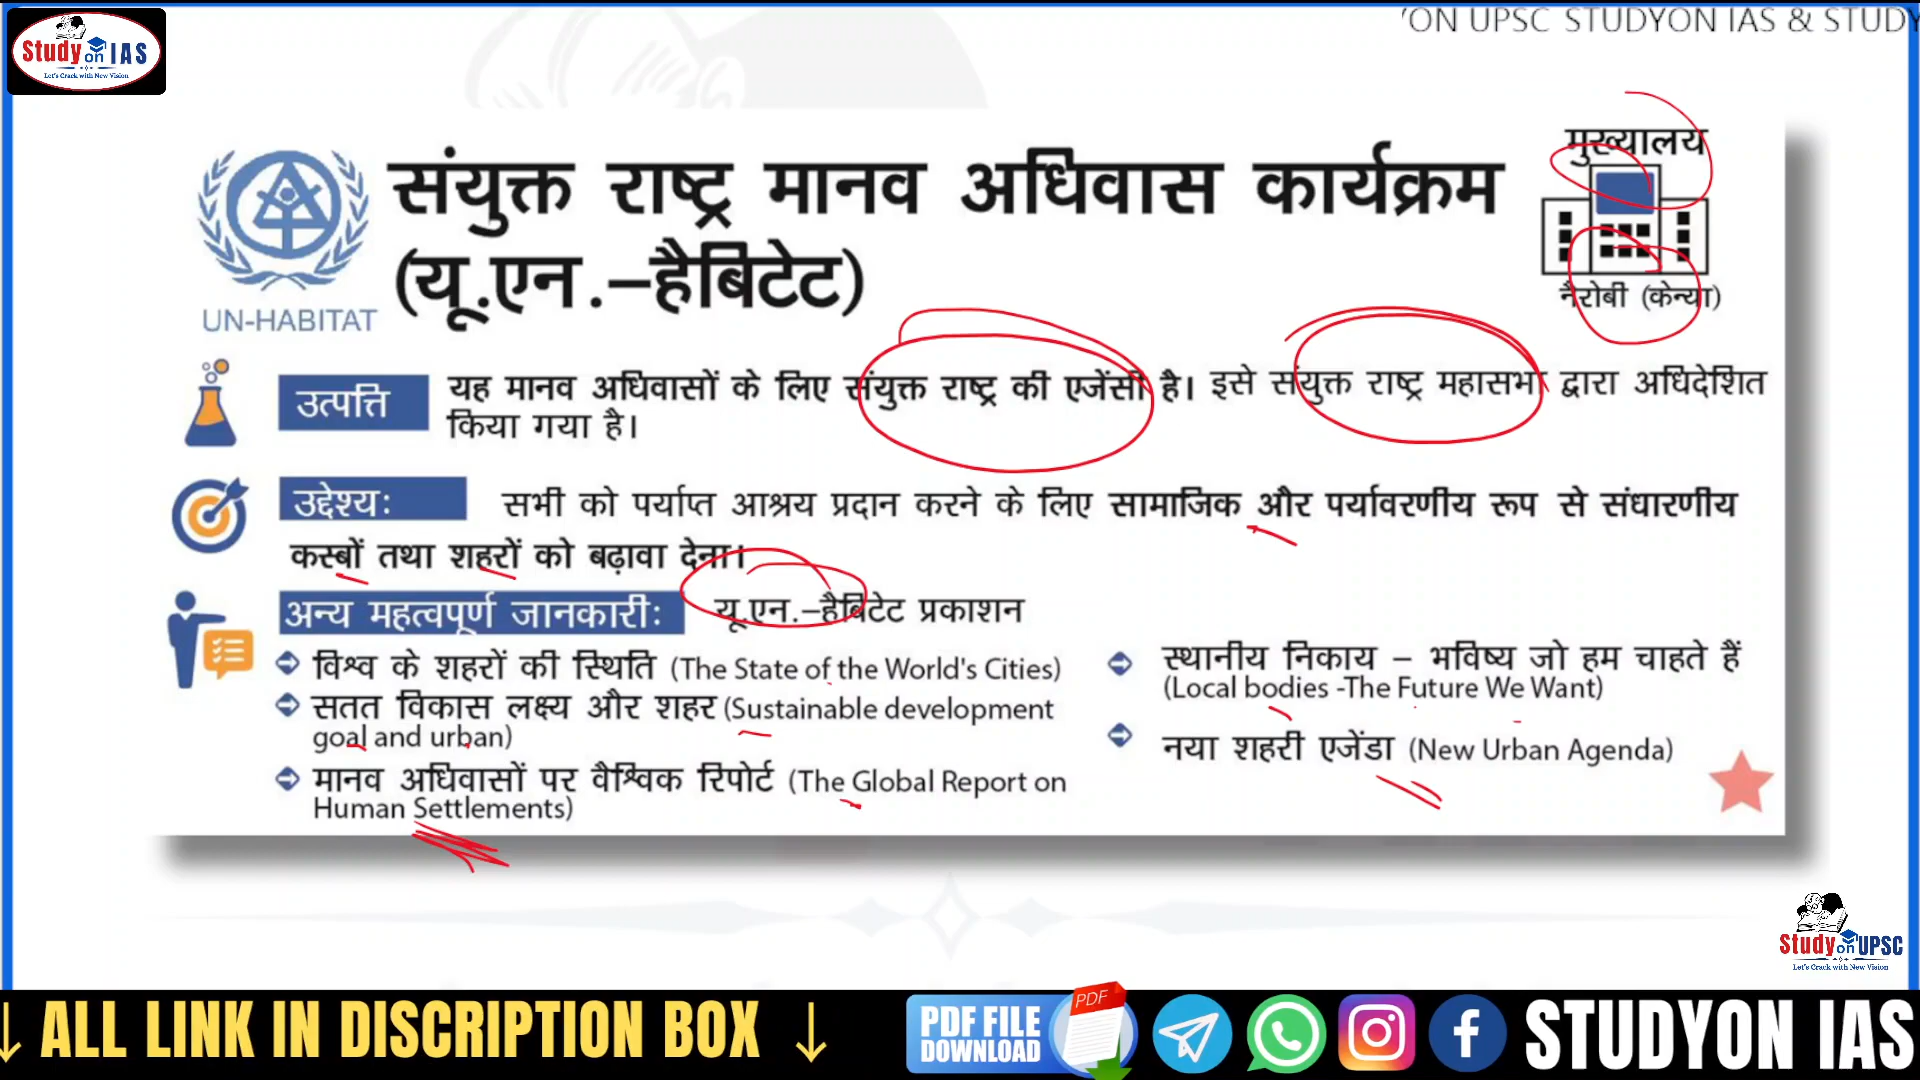 ON UPSC STUDYON IAS & STUDY
Study on IAS
Let's Crack with New Vision
मुख्यालय
संयुक्त राष्ट्र मानव अधिवास कार्यक्रम
(यू.एन.–हैबिटेट)
UN-HABITAT
नैरोबी (केन्या)
उत्पत्ति यह मानव अधिवासों के लिए संयुक्त राष्ट्र की एजेंसी है। इसे संयुक्त राष्ट्र महासभा द्वारा अधिदेशित
किया गया है।
उद्देश्य: सभी को पर्याप्त आश्रय प्रदान करने के लिए सामाजिक और पर्यावरणीय रूप से संधारणीय
कस्बों तथा शहरों को बढ़ावा देना।
अन्य महत्वपूर्ण जानकारी: यू.एन.–हैबिटेट प्रकाशन
विश्व के शहरों की स्थिति (The State of the World's Cities)
सतत विकास लक्ष्य और शहर (Sustainable development
goal and urban)
मानव अधिवासों पर वैश्विक रिपोर्ट (The Global Report on
Human Settlements)
स्थानीय निकाय – भविष्य जो हम चाहते हैं
(Local bodies -The Future We Want)
नया शहरी एजेंडा (New Urban Agenda)
Study on UPSC
Let's Crack with New Vision
↓ ALL LINK IN DISCRIPTION BOX ↓
PDF FILE
DOWNLOAD
PDF
STUDYON IAS